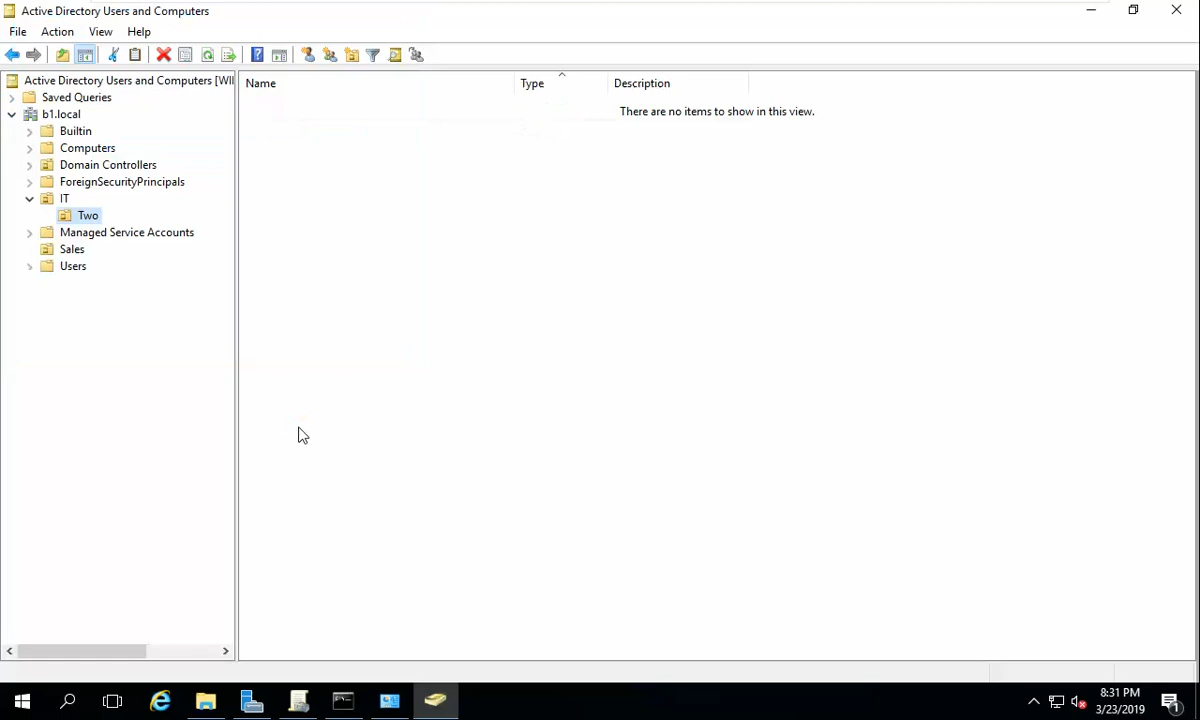 Active Directory Users and Computers
File Action View Help
Active Directory Users and Computers [WII
Name Type Description
Saved Queries
b1.local
There are no items to show in this view.
Builtin
Computers
Domain Controllers
ForeignSecurityPrincipals
IT
Two
Managed Service Accounts
Sales
Users
8:31 PM
3/23/2019
1